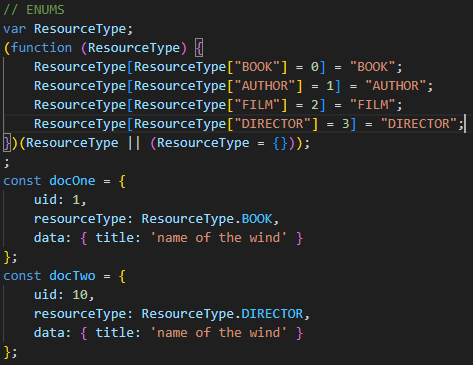 // ENUMS
var ResourceType;
(function (ResourceType) {
    ResourceType[ResourceType["BOOK"] = 0] = "BOOK";
    ResourceType[ResourceType["AUTHOR"] = 1] = "AUTHOR";
    ResourceType[ResourceType["FILM"] = 2] = "FILM";
    ResourceType[ResourceType["DIRECTOR"] = 3] = "DIRECTOR";
})(ResourceType || (ResourceType = {}));
;
const docOne = {
    uid: 1,
    resourceType: ResourceType.BOOK,
    data: { title: 'name of the wind' }
};
const docTwo = {
    uid: 10,
    resourceType: ResourceType.DIRECTOR,
    data: { title: 'name of the wind' }
};